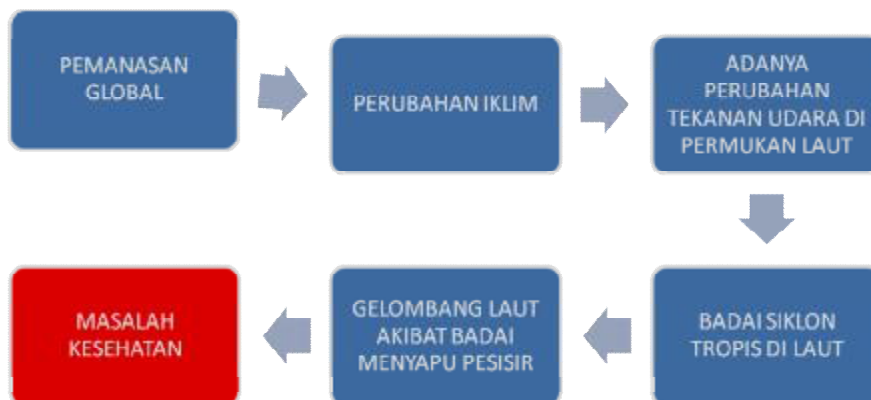 PEMANASAN
GLOBAL
PERUBAHAN IKLIM
ADANYA
PERUBAHAN
TEKANAN UDARA DI
PERMUKAN LAUT
BADAI SIKLON
TROPIS DI LAUT
GELOMBANG LAUT
AKIBAT BADAI
MENYAPU PESISIR
MASALAH
KESEHATAN